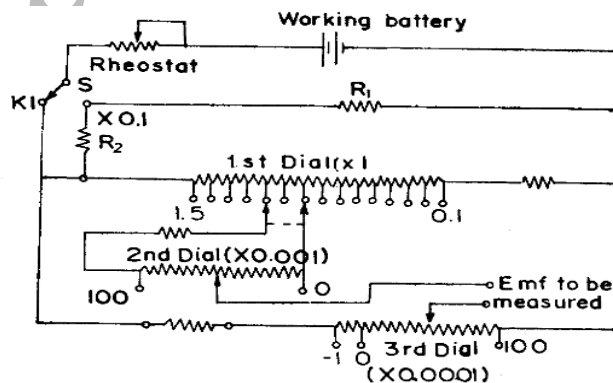 Working battery
Rheostat
S
K1
R1
X0.1
R2
1st Dial(x1
1.5
0.1
2nd Dial(X0.001)
100
0
Emf to be
measured
-1
0
3rd Dial
100
(X0.0001)